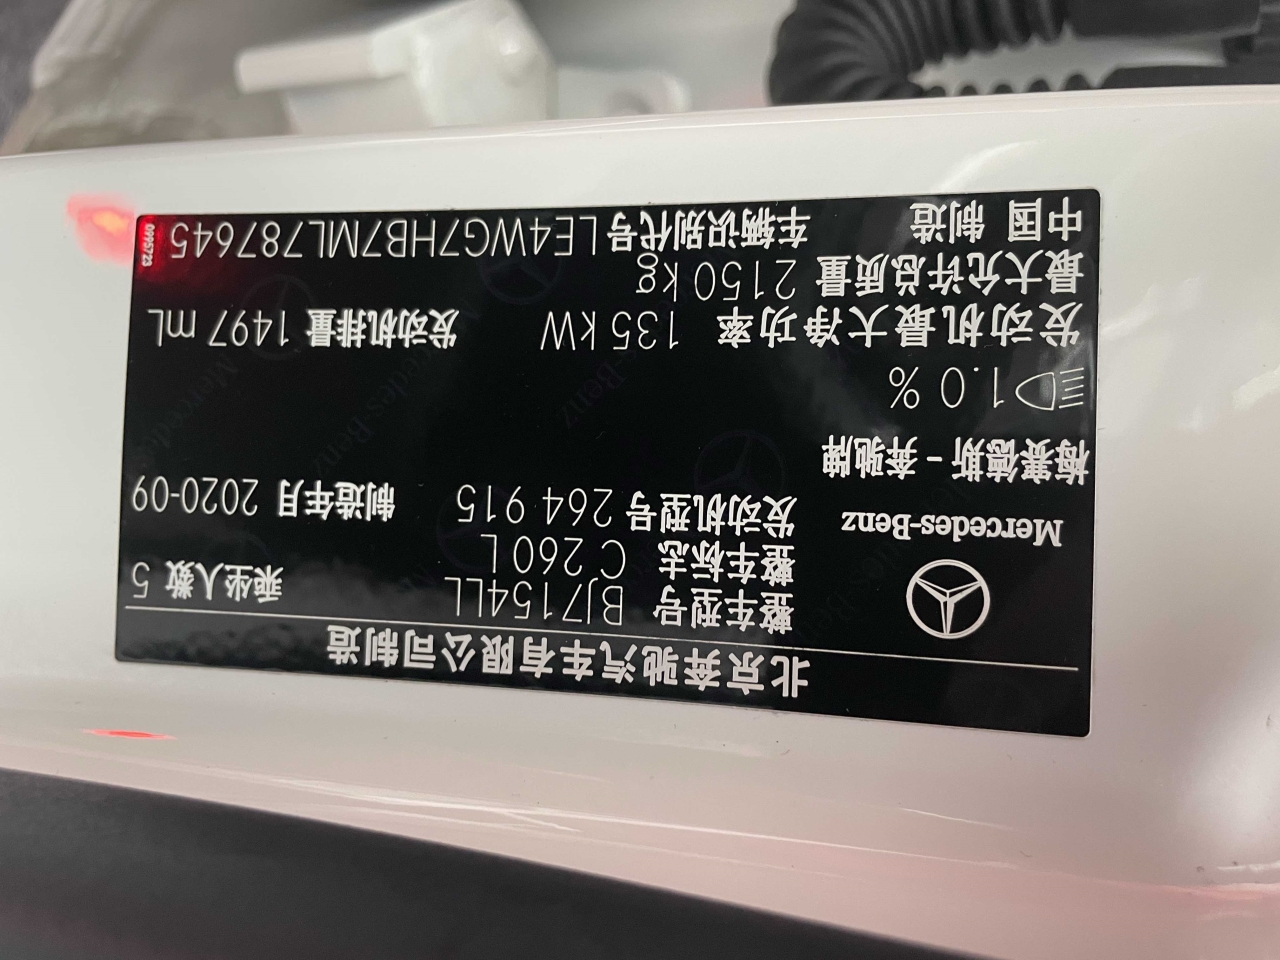 北京奔驰汽车有限公司制造
整车型号 BJ7154LL 乘坐人数 5
整车标志 C 260 L
Mercedes-Benz
发动机型号 264 915 制造年月 2020-09
梅赛德斯-奔驰牌
1.0 %
发动机最大净功率 135 kW 发动机排量 1497 mL
最大允许总质量 2150 kg
中国 制造 车辆识别代号 LE4WG7HB7ML787645
095723